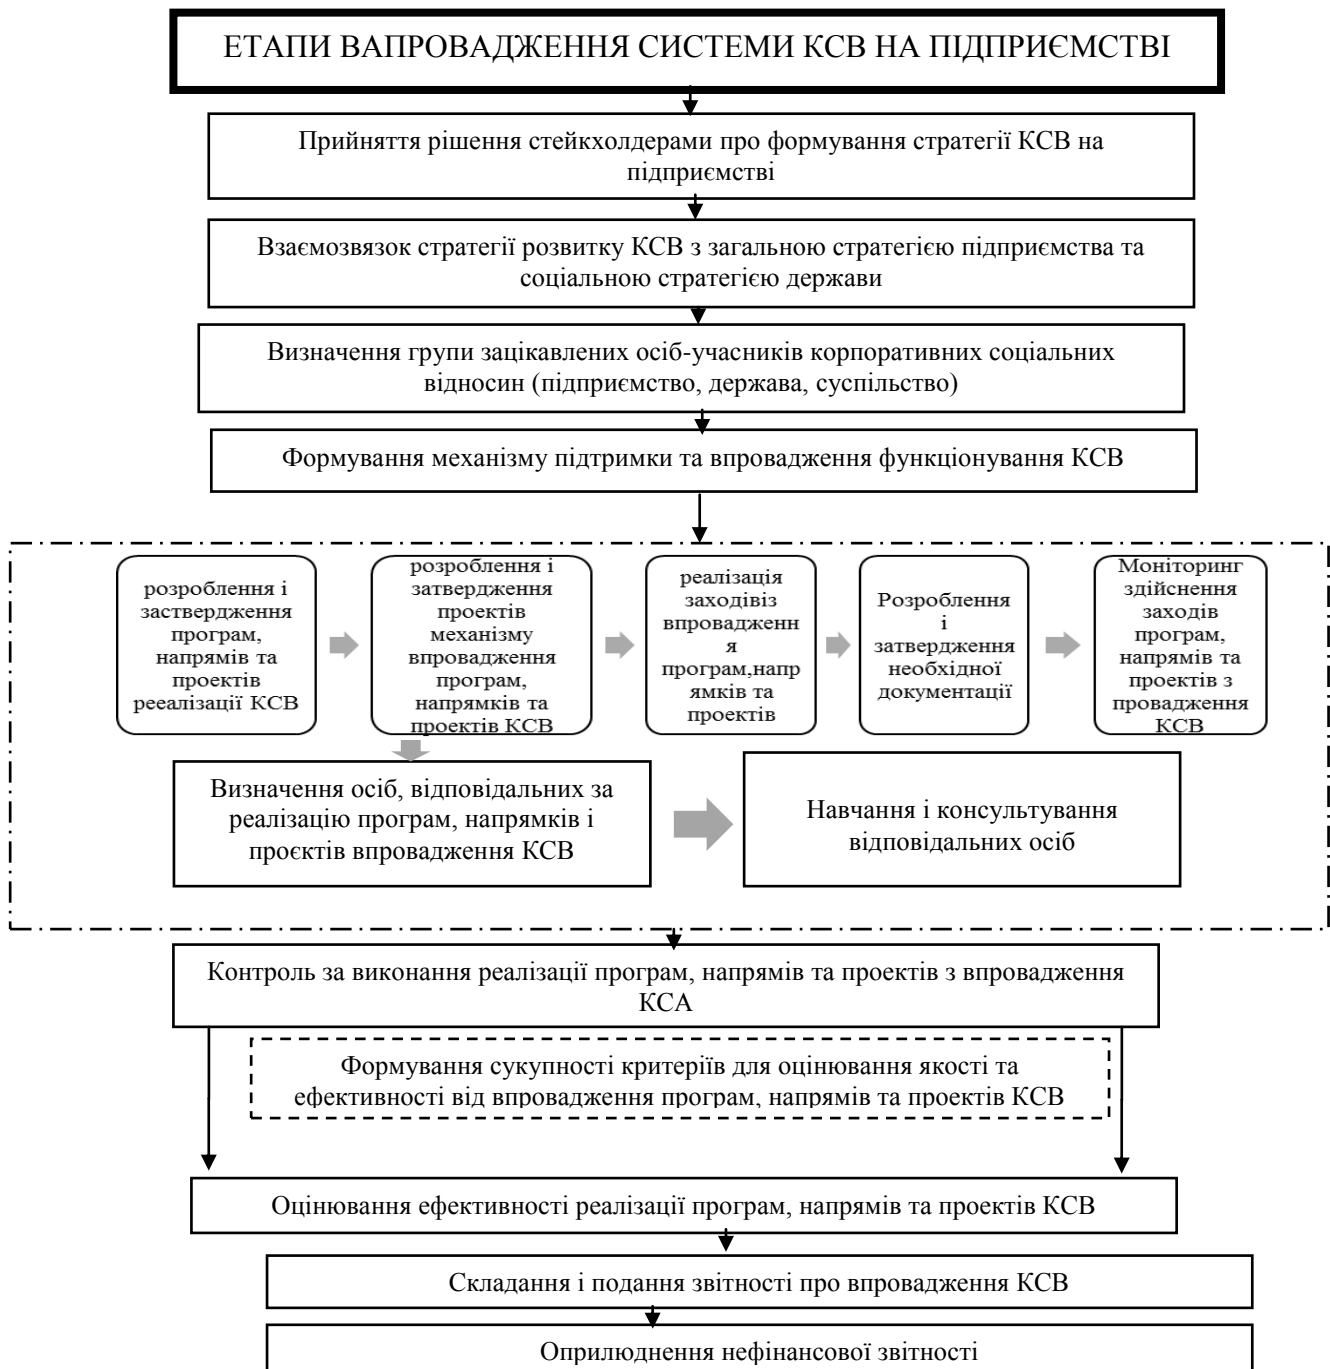 ЕТАПИ ВАПРОВАДЖЕННЯ СИСТЕМИ КСВ НА ПІДПРИЄМСТВІ
Прийняття рішення стейкхолдерами про формування стратегії КСВ на
підприємстві
Взаємозвязок стратегії розвитку КСВ з загальною стратегією підприємства та
соціальною стратегією держави
Визначення групи зацікавлених осіб-учасників корпоративних соціальних
відносин (підприємство, держава, суспільство)
Формування механізму підтримки та впровадження функціонування КСВ
розроблення і
заствердження
програм,
напрямів та
проектів
рееалізації КСВ
розроблення і
затвердження
проектів
механізму
впровадження
програм,
напрямків та
проектів КСВ
реалізація
заходівіз
впровадженн
я
програм,напр
ямків та
проектів
Розроблення
і
затвердження
необхідної
документації
Моніторинг
здійснення
заходів
програм,
напрямів та
проектів з
провадження
КСВ
Визначення осіб, відповідальних за
реалізацію програм, напрямків і
проєктів впровадження КСВ
Навчання і консультування
відповідальних осіб
Контроль за виконання реалізації програм, напрямів та проектів з впровадження
КСА
Формування сукупності критеріїв для оцінювання якості та
ефективності від впровадження програм, напрямів та проектів КСВ
Оцінювання ефективності реалізації програм, напрямів та проектів КСВ
Складання і подання звітності про впровадження КСВ
Оприлюднення нефінансової звітності